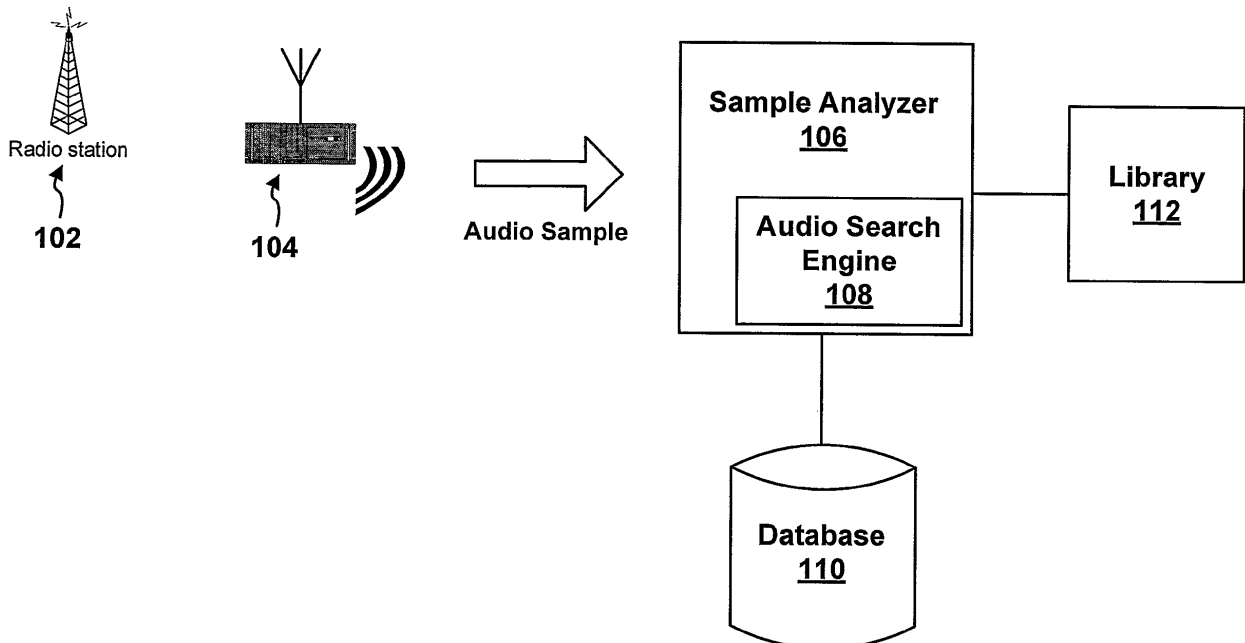 Radio station
102
104
Audio Sample
Sample Analyzer
106
Audio Search
Engine
108
Library
112
Database
110